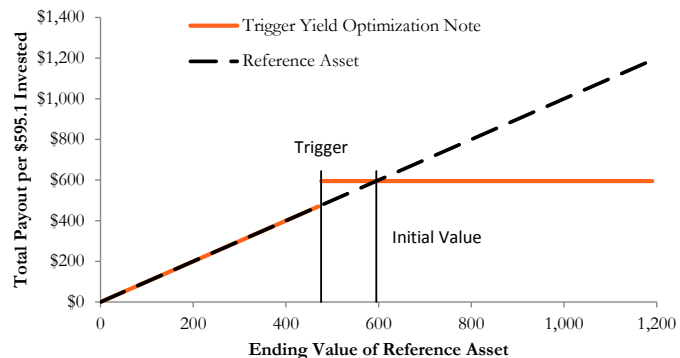 Total Payout per $595.1 Invested
$1,400
$1,200
$1,000
$800
$600
$400
$200
$0
Trigger Yield Optimization Note
Reference Asset
Trigger
Initial Value
0
200
400
600
800
1,000
1,200
Ending Value of Reference Asset